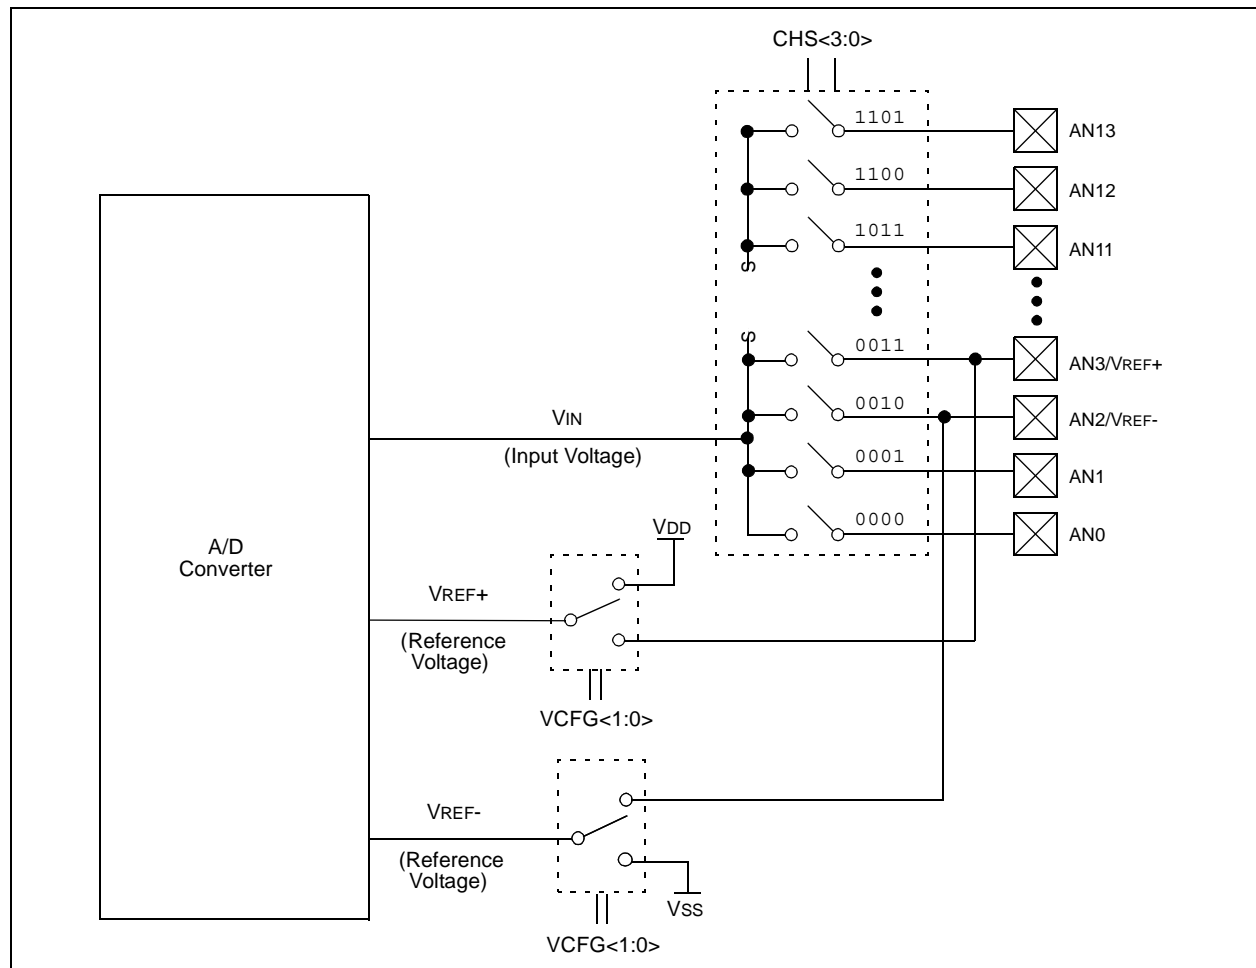 CHS<3:0>
1101
AN13
1100
AN12
1011
AN11
0011
AN3/VREF+
0010
AN2/VREF-
VIN
(Input Voltage)
0001
AN1
0000
AN0
VDD
A/D
Converter
VREF+
(Reference
Voltage)
VCFG<1:0>
VREF-
(Reference
Voltage)
VSS
VCFG<1:0>